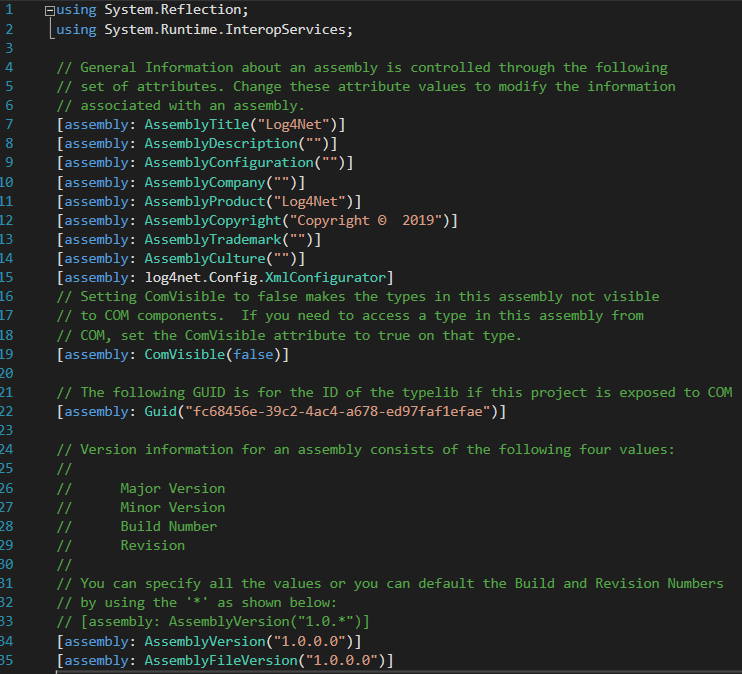 1 using System.Reflection;
2 using System.Runtime.InteropServices;
3
4 // General Information about an assembly is controlled through the following
5 // set of attributes. Change these attribute values to modify the information
6 // associated with an assembly.
7 [assembly: AssemblyTitle("Log4Net")]
8 [assembly: AssemblyDescription("")]
9 [assembly: AssemblyConfiguration("")]
10 [assembly: AssemblyCompany("")]
11 [assembly: AssemblyProduct("Log4Net")]
12 [assembly: AssemblyCopyright("Copyright ©  2019")]
13 [assembly: AssemblyTrademark("")]
14 [assembly: AssemblyCulture("")]
15 [assembly: log4net.Config.XmlConfigurator]
16 // Setting ComVisible to false makes the types in this assembly not visible
17 // to COM components.  If you need to access a type in this assembly from
18 // COM, set the ComVisible attribute to true on that type.
19 [assembly: ComVisible(false)]
20
21 // The following GUID is for the ID of the typelib if this project is exposed to COM
22 [assembly: Guid("fc68456e-39c2-4ac4-a678-ed97faf1efae")]
23
24 // Version information for an assembly consists of the following four values:
25 //
26 //      Major Version
27 //      Minor Version
28 //      Build Number
29 //      Revision
30 //
31 // You can specify all the values or you can default the Build and Revision Numbers
32 // by using the '*' as shown below:
33 // [assembly: AssemblyVersion("1.0.*")]
34 [assembly: AssemblyVersion("1.0.0.0")]
35 [assembly: AssemblyFileVersion("1.0.0.0")]